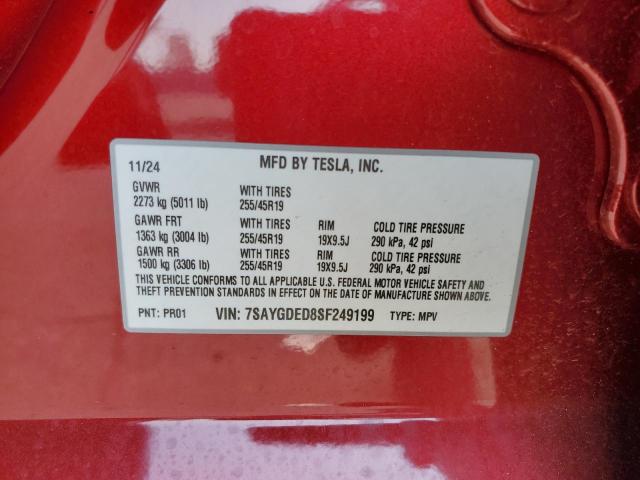 11/24 MFD BY TESLA, INC.
GVWR WITH TIRES
2273 kg (5011 lb) 255/45R19
GAWR FRT WITH TIRES RIM COLD TIRE PRESSURE
1363 kg (3004 lb) 255/45R19 19X9.5J 290 kPa, 42 psi
GAWR RR WITH TIRES RIM COLD TIRE PRESSURE
1500 kg (3306 lb) 255/45R19 19X9.5J 290 kPa, 42 psi
THIS VEHICLE CONFORMS TO ALL APPLICABLE U.S. FEDERAL MOTOR VEHICLE SAFETY AND
THEFT PREVENTION STANDARDS IN EFFECT ON THE DATE OF MANUFACTURE SHOWN ABOVE.
PNT: PR01 VIN: 7SAYGDED8SF249199 TYPE: MPV